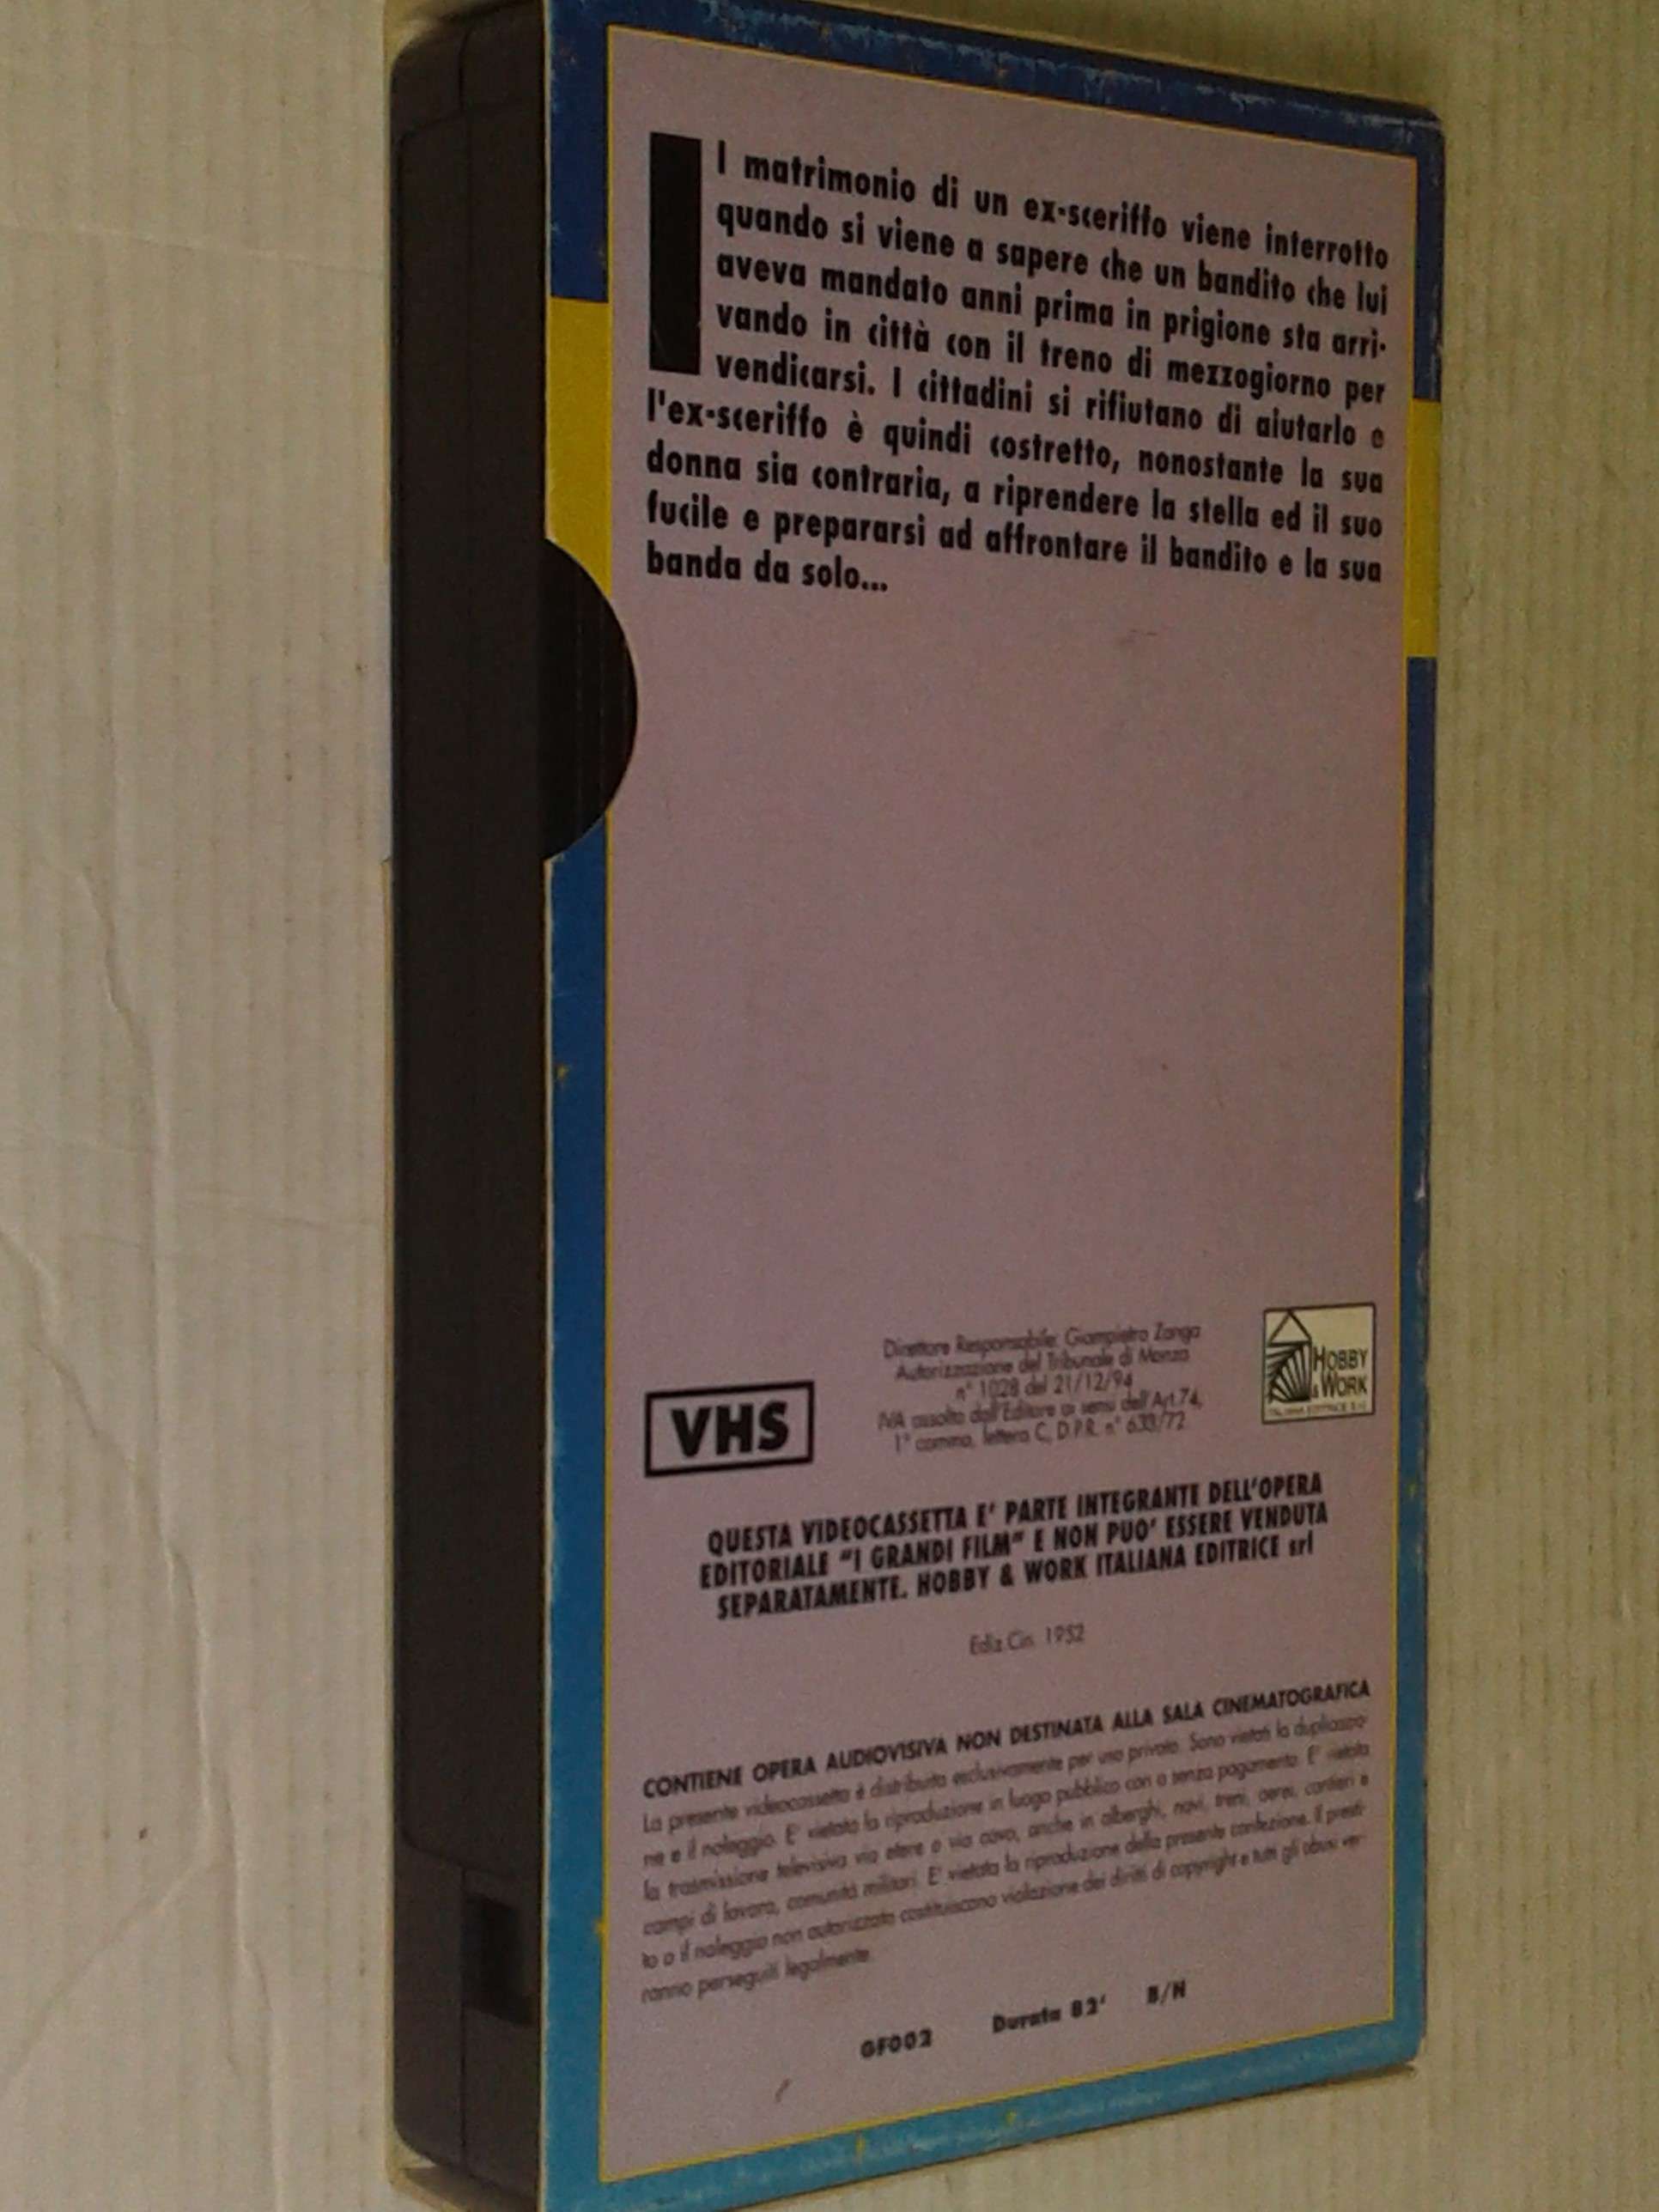 Il matrimonio di un ex-sceriffo viene interrotto
quando si viene a sapere che un bandito che lui
aveva mandato anni prima in prigione sta arri-
vando in città con il treno di mezzogiorno per
vendicarsi. I cittadini si rifiutano di aiutarlo e
l'ex-sceriffo è quindi costretto, nonostante la sua
donna sia contraria, a riprendere la stella ed il suo
fucile e prepararsi ad affrontare il bandito e la sua
banda da solo...
Direttore Responsabile: Giampietro Zanga
Autorizzazione del Tribunale di Monza
n° 1028 del 21/12/94
IVA assolta dall'Editore ai sensi dell'Art.74,
1° comma, lettera C, D.P.R. n° 633/72
VHS
HOBBY
& WORK
ITALIANA EDITRICE S.r.l.
QUESTA VIDEOCASSETTA E' PARTE INTEGRANTE DELL'OPERA
EDITORIALE "I GRANDI FILM" E NON PUO' ESSERE VENDUTA
SEPARATAMENTE. HOBBY & WORK ITALIANA EDITRICE srl
Ediz Cin. 1952
CONTIENE OPERA AUDIOVISIVA NON DESTINATA ALLA SALA CINEMATOGRAFICA
La presente videocassetta è distribuita esclusivamente per uso privato. Sono vietati la duplicazio-
ne e il noleggio. E' vietata la riproduzione in luogo pubblico con o senza pagamento. E' vietata
la trasmissione televisiva via etere o via cavo, anche in alberghi, navi, treni, aerei, cantieri e
campi di lavoro, comunità militari. E' vietata la riproduzione della presente confezione. Il presti-
to o il noleggio non autorizzato costituiscono violazione dei diritti di copyright e tutti gli abusi ver-
ranno perseguiti legalmente.
GF002 Durata 82' B/N